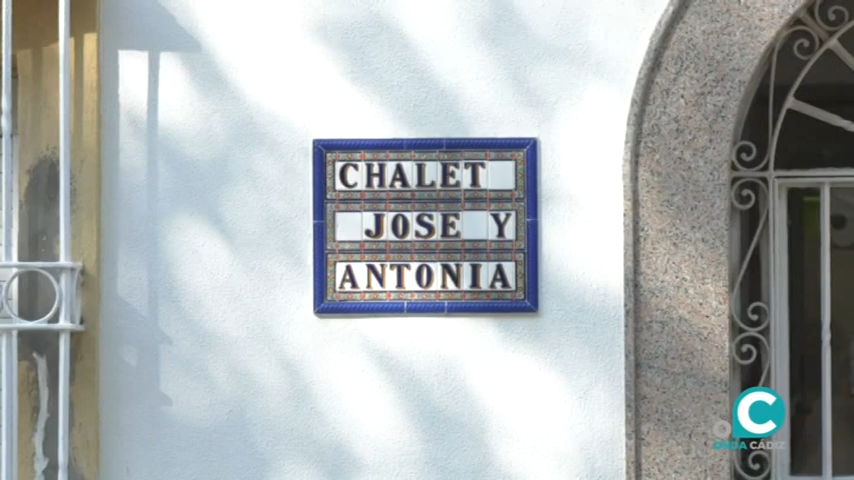 CHALET
JOSE Y
ANTONIA
C
ONDA CÁDIZ